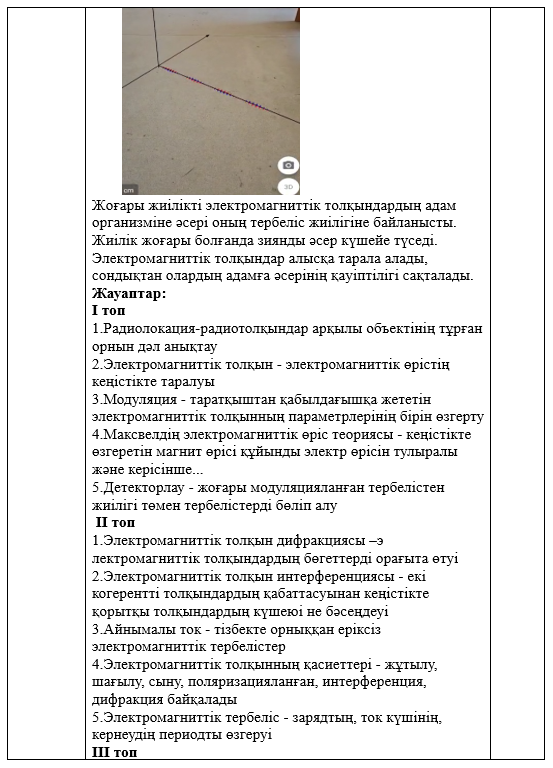 3D
cm
Жоғары жиілікті электромагниттік толқындардың адам
организміне әсері оның тербеліс жиілігіне байланысты.
Жиілік жоғары болғанда зиянды әсер күшейе түседі.
Электромагниттік толқындар алысқа тарала алады,
сондықтан олардың адамға әсерінің қауіптілігі сақталады.
Жауаптар:
I топ
1.Радиолокация-радиотолқындар арқылы объектінің тұрған
орнын дәл анықтау
2.Электромагниттік толқын - электромагниттік өрістің
кеңістікте таралуы
3.Модуляция - таратқыштан қабылдағышқа жететін
электромагниттік толқынның параметрлерінің бірін өзгерту
4.Максвелдің электромагниттік өріс теориясы - кеңістікте
өзгеретін магнит өрісі құйынды электр өрісін тулыралы
және керісінше...
5.Детекторлау - жоғары модуляцияланған тербелістен
жиілігі төмен тербелістерді бөліп алу
II топ
1.Электромагниттік толқын дифракциясы –э
лектромагниттік толқындардың бөгеттерді орағыта өтуі
2.Электромагниттік толқын интерференциясы - екі
когерентті толқындардың қабаттасуынан кеңістікте
қорытқы толқындардың күшеюі не бәсеңдеуі
3.Айнымалы ток - тізбекте орныққан еріксіз
электромагниттік тербелістер
4.Электромагниттік толқынның қасиеттері - жұтылу,
шағылу, сыну, поляризацияланған, интерференция,
дифракция байқалады
5.Электромагниттік тербеліс - зарядтың, ток күшінің,
кернеудің периодты өзгеруі
III топ